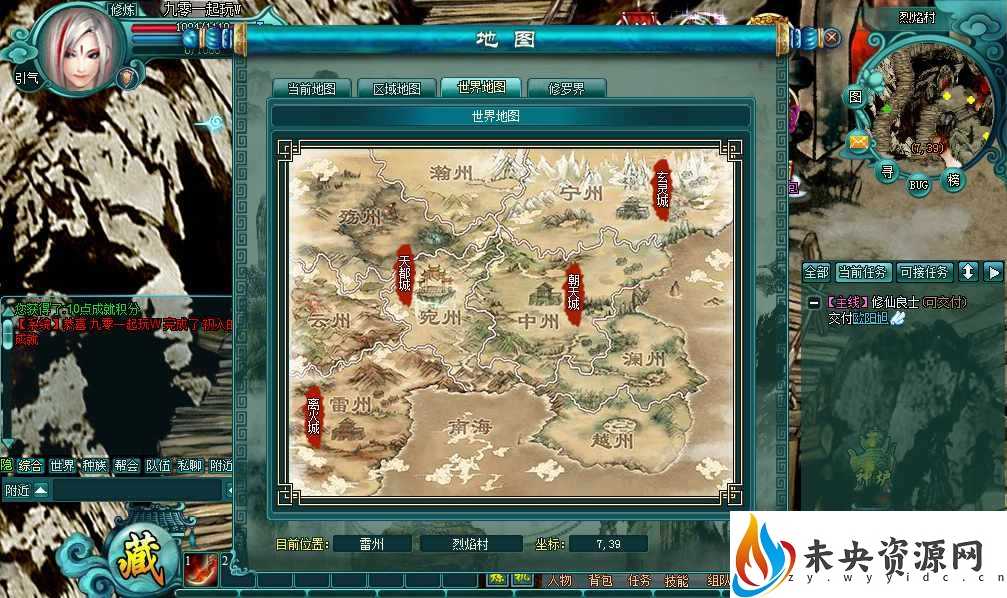 修炼 九零一起玩W
引气
地 图
当前地图 区域地图 世界地图 修罗界
世界地图
瀚州
宁州
玄灵城
天都城
朝天城
宛州
云州
中州
澜州
雷州
离火城
南海
越州
目前位置: 雷州 烈焰村 坐标: 7,39
烈焰村
图
(7,39)
寻 BUG 榜
全部 当前任务 可接任务
【主线】修仙良士(可交付)
交付欧阳旭
您获得了:10点成就积分
成就
隐 综合 世界 种族 帮会 队伍 私聊 附近
附近
藏
1 2
炼 机 人物 背包 任务 技能 组队
未央资源网
zy.wyyidc.cn